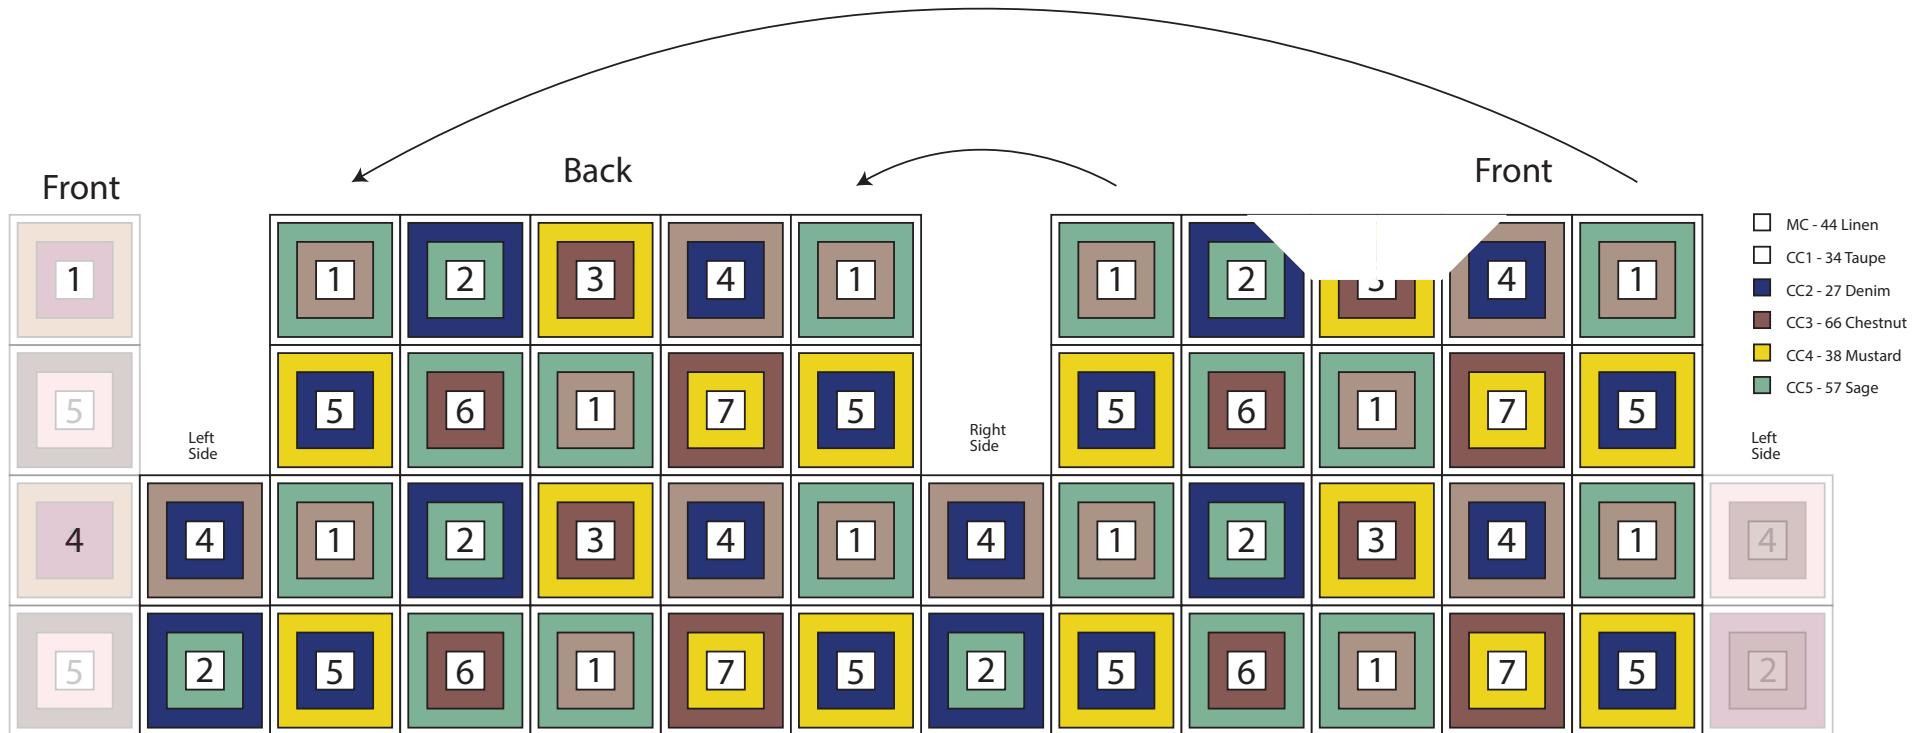 Front
Back
Front
1 1 2 3 4 1 1 2 3 4 1
5 5 6 1 7 5 5 6 1 7 5
Left
Side
Right
Side
Left
Side
4 4 1 2 3 4 1 4 1 2 3 4 1 4
5 2 5 6 1 7 5 2 5 6 1 7 5 2
MC - 44 Linen
CC1 - 34 Taupe
CC2 - 27 Denim
CC3 - 66 Chestnut
CC4 - 38 Mustard
CC5 - 57 Sage